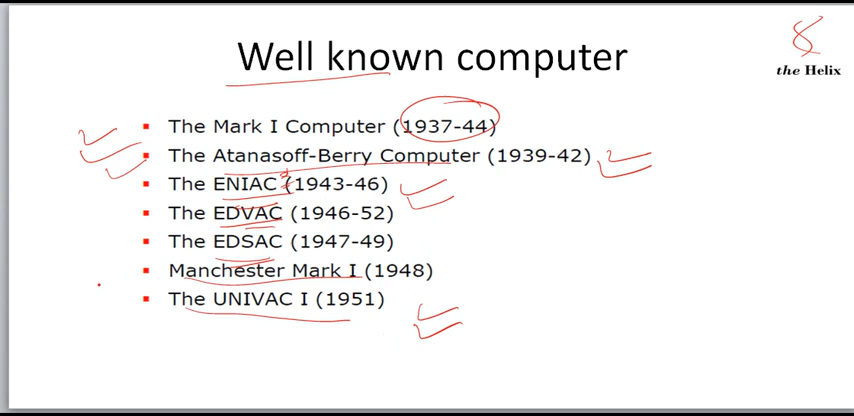 Well known computer
the Helix
▪ The Mark I Computer (1937-44)
▪ The Atanasoff-Berry Computer (1939-42)
▪ The ENIAC (1943-46)
▪ The EDVAC (1946-52)
▪ The EDSAC (1947-49)
▪ Manchester Mark I (1948)
▪ The UNIVAC I (1951)